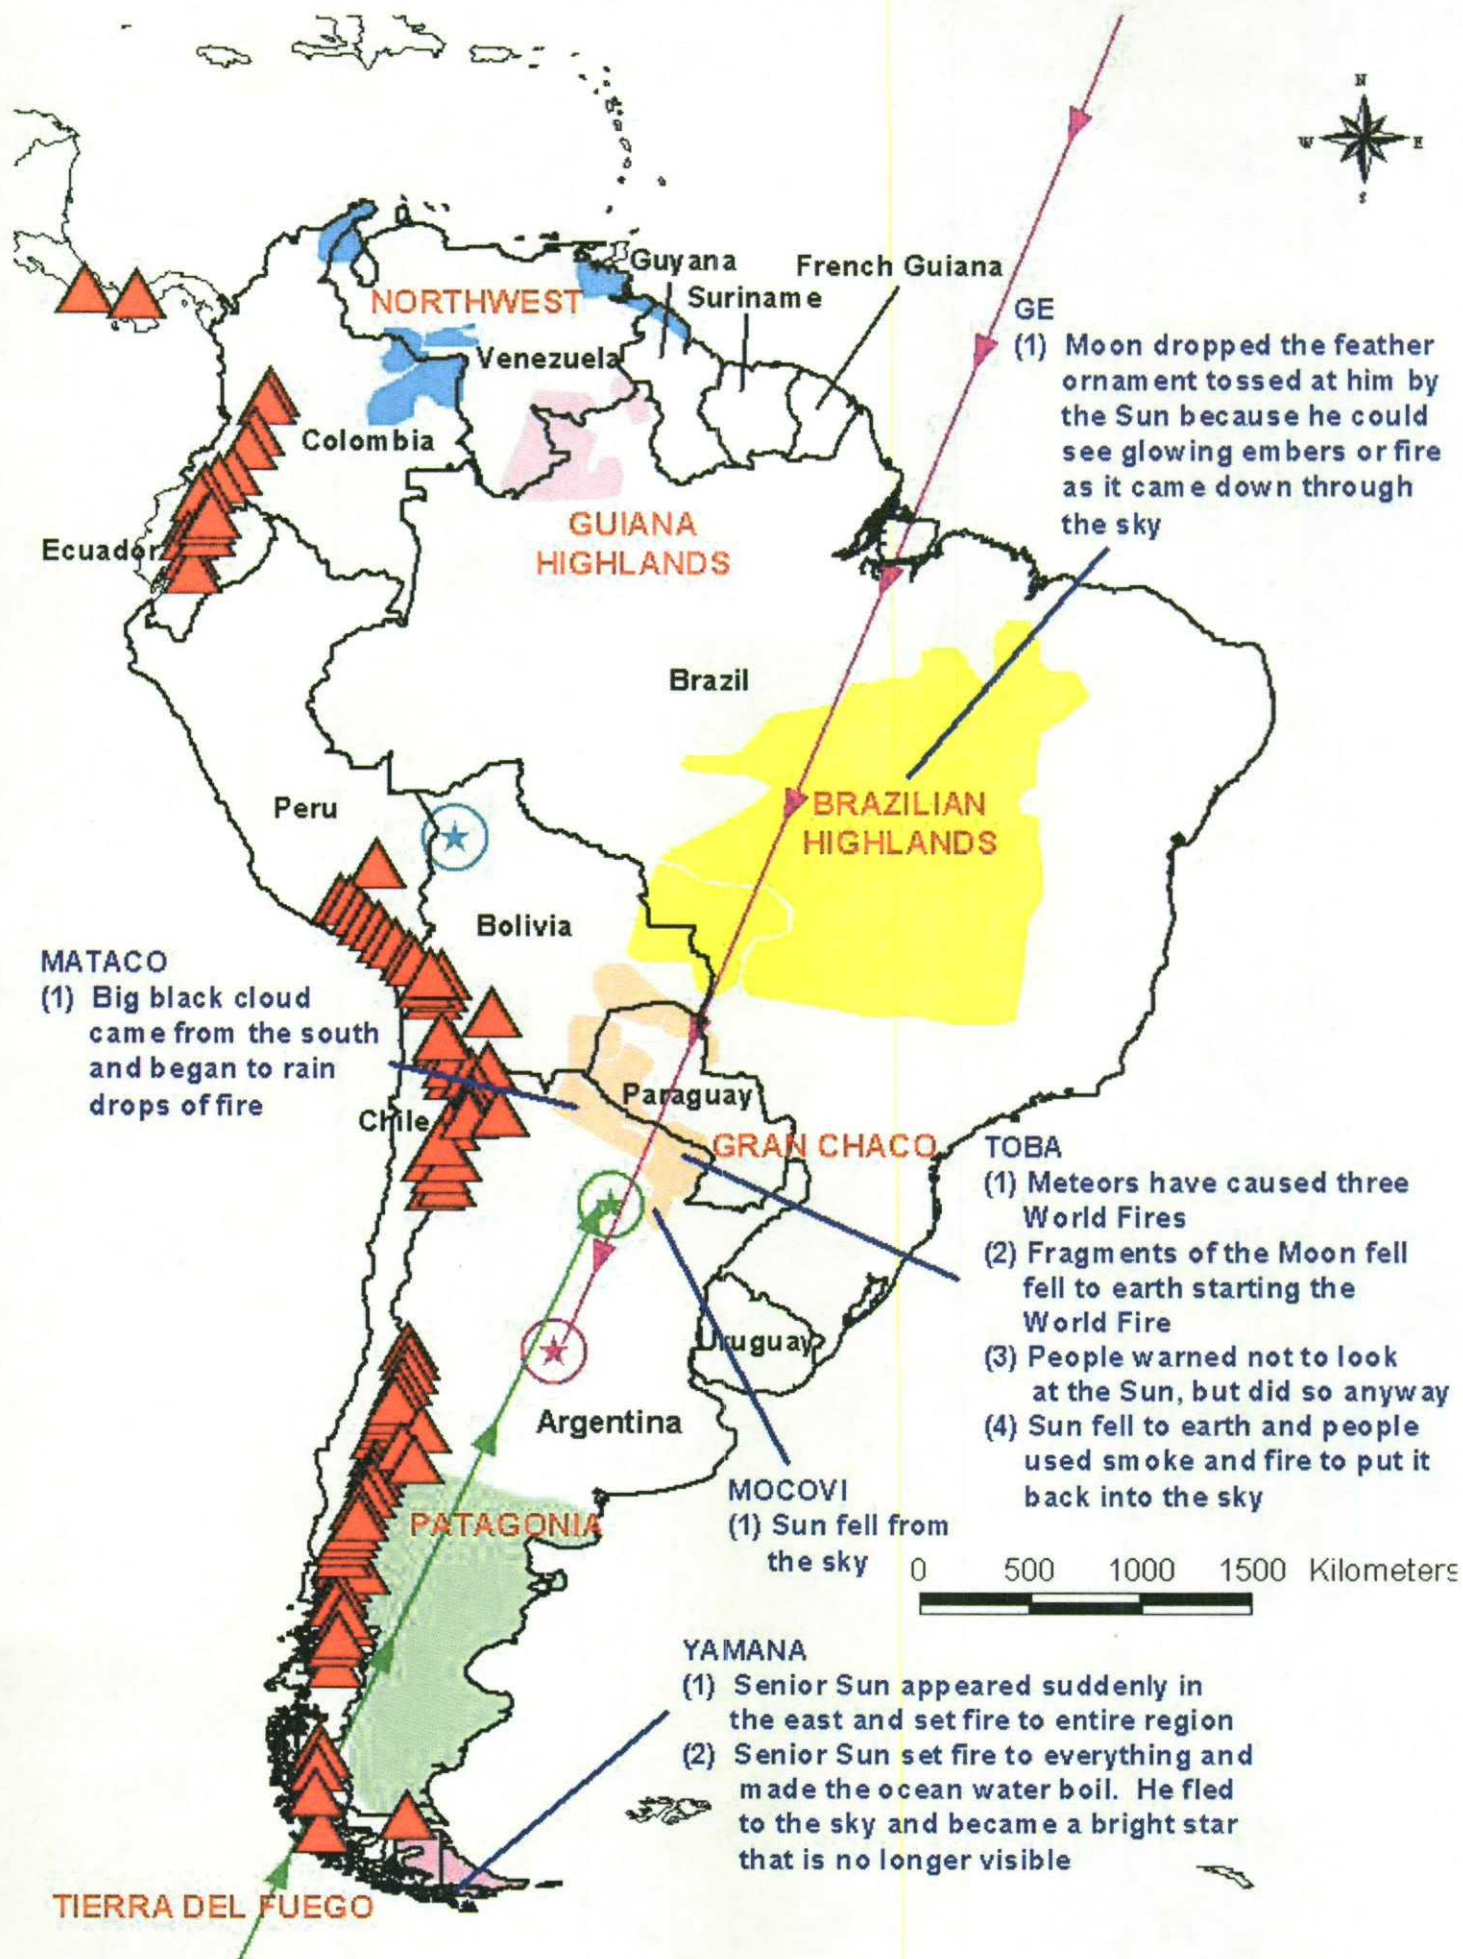 N
W E
S
Guyana
French Guiana
Suriname
NORTHWEST
Venezuela
GE
(1) Moon dropped the feather
ornament tossed at him by
the Sun because he could
see glowing embers or fire
as it came down through
the sky
Colombia
GUIANA
HIGHLANDS
Ecuador
Brazil
Peru
BRAZILIAN
HIGHLANDS
Bolivia
MATACO
(1) Big black cloud
came from the south
and began to rain
drops of fire
Chile
Paraguay
GRAN CHACO
TOBA
(1) Meteors have caused three
World Fires
(2) Fragments of the Moon fell
fell to earth starting the
World Fire
(3) People warned not to look
at the Sun, but did so anyway
(4) Sun fell to earth and people
used smoke and fire to put it
back into the sky
Uruguay
Argentina
MOCOVI
(1) Sun fell from
the sky
PATAGONIA
0 500 1000 1500 Kilometers
YAMANA
(1) Senior Sun appeared suddenly in
the east and set fire to entire region
(2) Senior Sun set fire to everything and
made the ocean water boil. He fled
to the sky and became a bright star
that is no longer visible
TIERRA DEL FUEGO